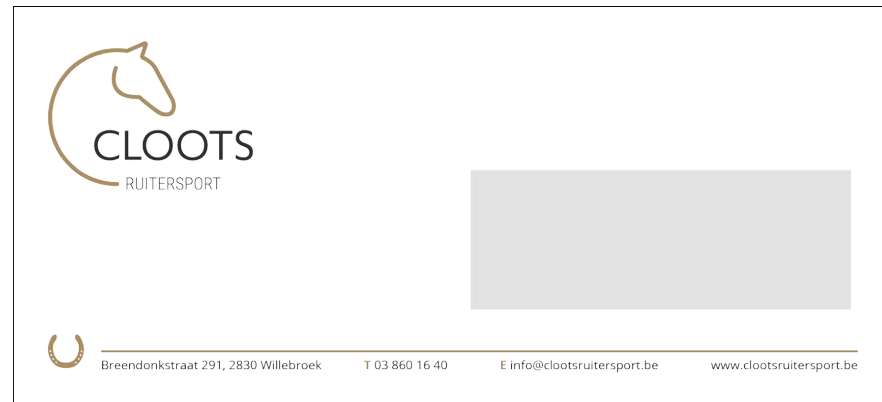 CLOOTS
RUITERSPORT
Breendonkstraat 291, 2830 Willebroek T 03 860 16 40 E info@clootsruitersport.be www.clootsruitersport.be